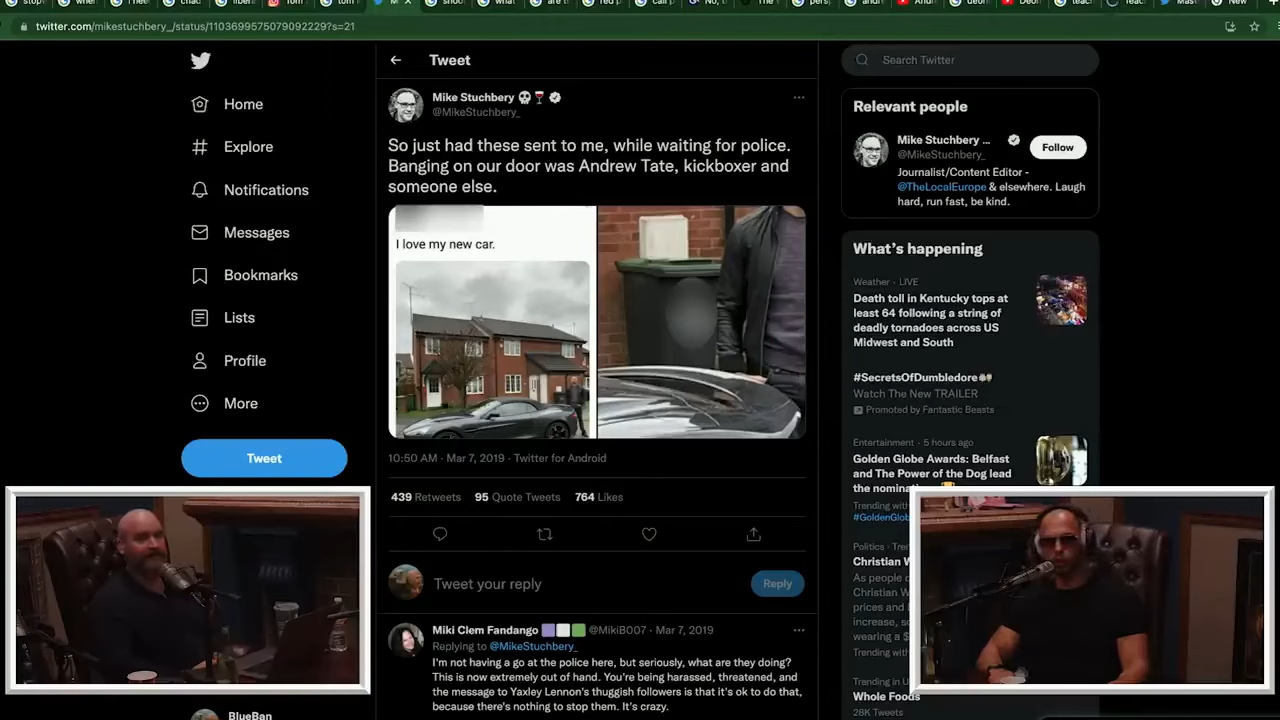 twitter.com/mikestuchbery_/status/1103699575079092229?s=21
Home
Explore
Notifications
Messages
Bookmarks
Lists
Profile
More
Tweet
BlueBan
Tweet
Mike Stuchbery
@MikeStuchbery_
So just had these sent to me, while waiting for police.
Banging on our door was Andrew Tate, kickboxer and
someone else.
I love my new car.
10:50 AM · Mar 7, 2019 · Twitter for Android
439 Retweets 95 Quote Tweets 764 Likes
Tweet your reply
Reply
Miki Clem Fandango @MikiB007 · Mar 7, 2019
Replying to @MikeStuchbery_
I'm not having a go at the police here, but seriously, what are they doing?
This is now extremely out of hand. You're being harassed, threatened, and
the message to Yaxley Lennon's thuggish followers is that it's ok to do that,
because there's nothing to stop them. It's crazy.
Search Twitter
Relevant people
Mike Stuchbery ...
@MikeStuchbery_
Follow
Journalist/Content Editor -
@TheLocalEurope & elsewhere. Laugh
hard, run fast, be kind.
What's happening
Weather · LIVE
Death toll in Kentucky tops at
least 64 following a string of
deadly tornadoes across US
Midwest and South
#SecretsOfDumbledore
Watch The New TRAILER
Promoted by Fantastic Beasts
Entertainment · 5 hours ago
Golden Globe Awards: Belfast
and The Power of the Dog lead
the
Trending with
#GoldenGlob
Politics ·
Christian
As people
Christian
prices and
increase, so
wearing a
Trending with
Trending in
Whole Foods
28K Tweets